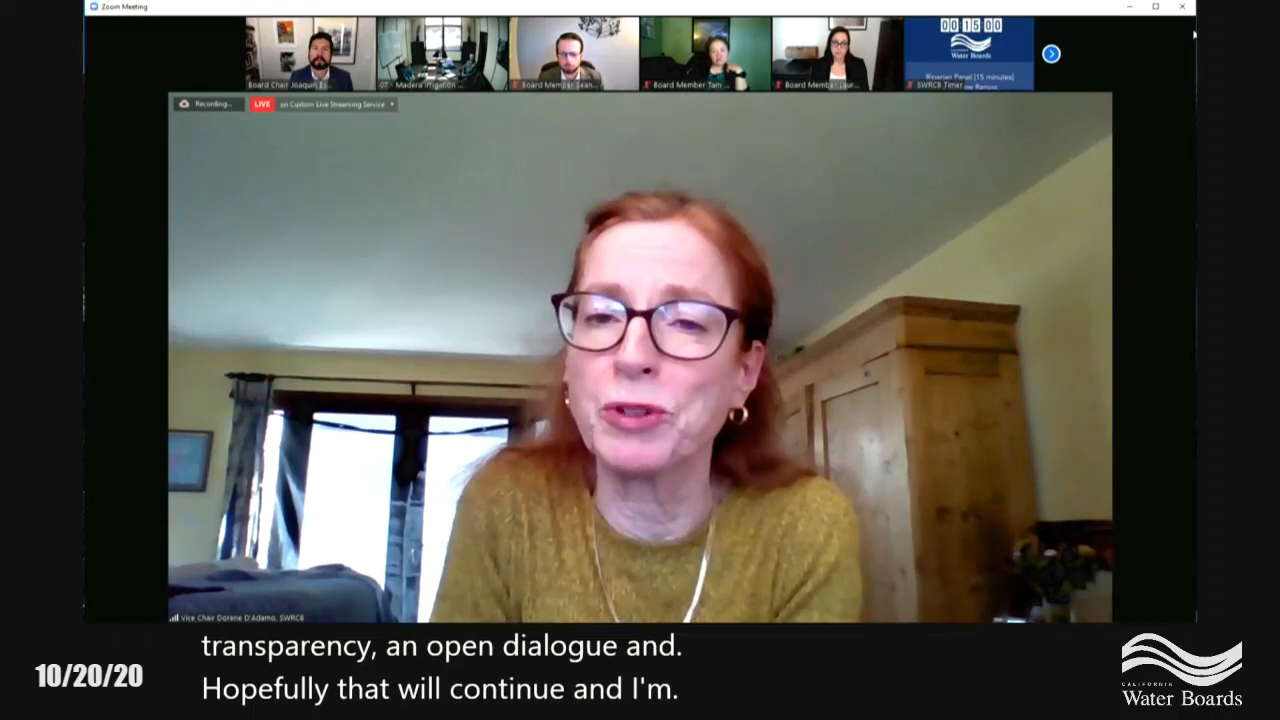 Zoom Meeting
Board Chair Joaquin E...
07 - Madera Irrigation ...
Board Member Sean...
Board Member Tam...
Board Member Laur...
00:15:00
CALIFORNIA
Water Boards
Riverian Panel [15 minutes]
SWRCB Timer
Recording...
LIVE
on Custom Live Streaming Service
Vice Chair Dorene D'Adamo, SWRCB
transparency, an open dialogue and.
Hopefully that will continue and I'm.
10/20/20
CALIFORNIA
Water Boards